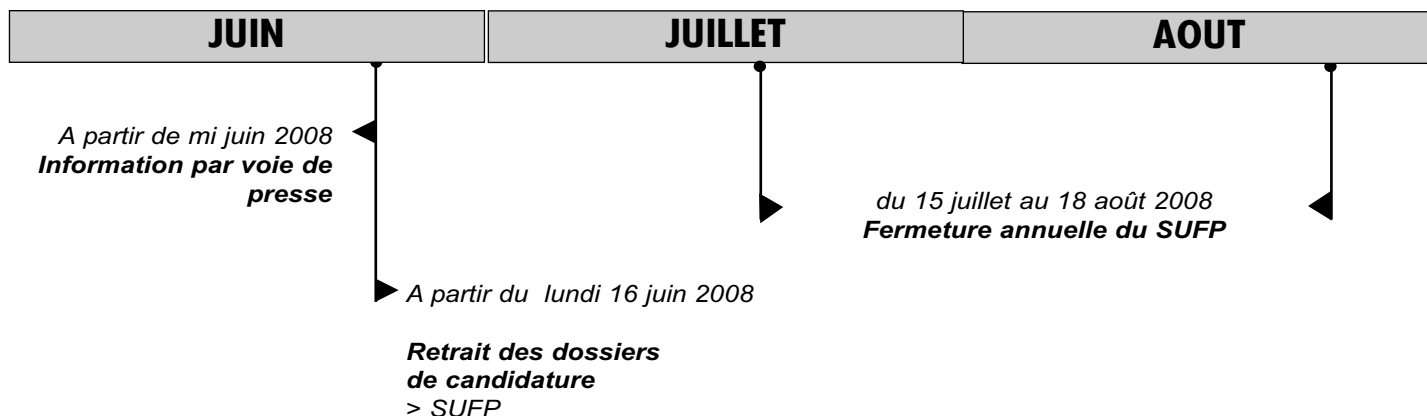 JUIN
JUILLET
AOUT
A partir de mi juin 2008
Information par voie de
presse
du 15 juillet au 18 août 2008
Fermeture annuelle du SUFP
A partir du lundi 16 juin 2008
Retrait des dossiers
de candidature
> SUFP